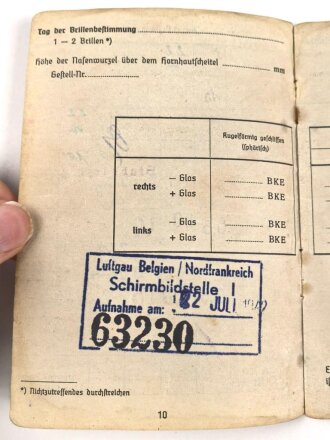 Tag der Brillenbestimmung
1 — 2 Brillen *)
Höhe der Nasenwurzel über dem Hornhautscheitel mm
Gestell-Nr.
Kugelförmig geschliffen
(sphärisch)
rechts
— Glas BKE
+ Glas BKE
links
— Glas BKE
+ Glas BKE
Luftgau Belgien / Nordfrankreich
Schirmbildstelle I
Aufnahme am: 22 JULI
63230
*) Nichtzutreffendes durchstreichen
10